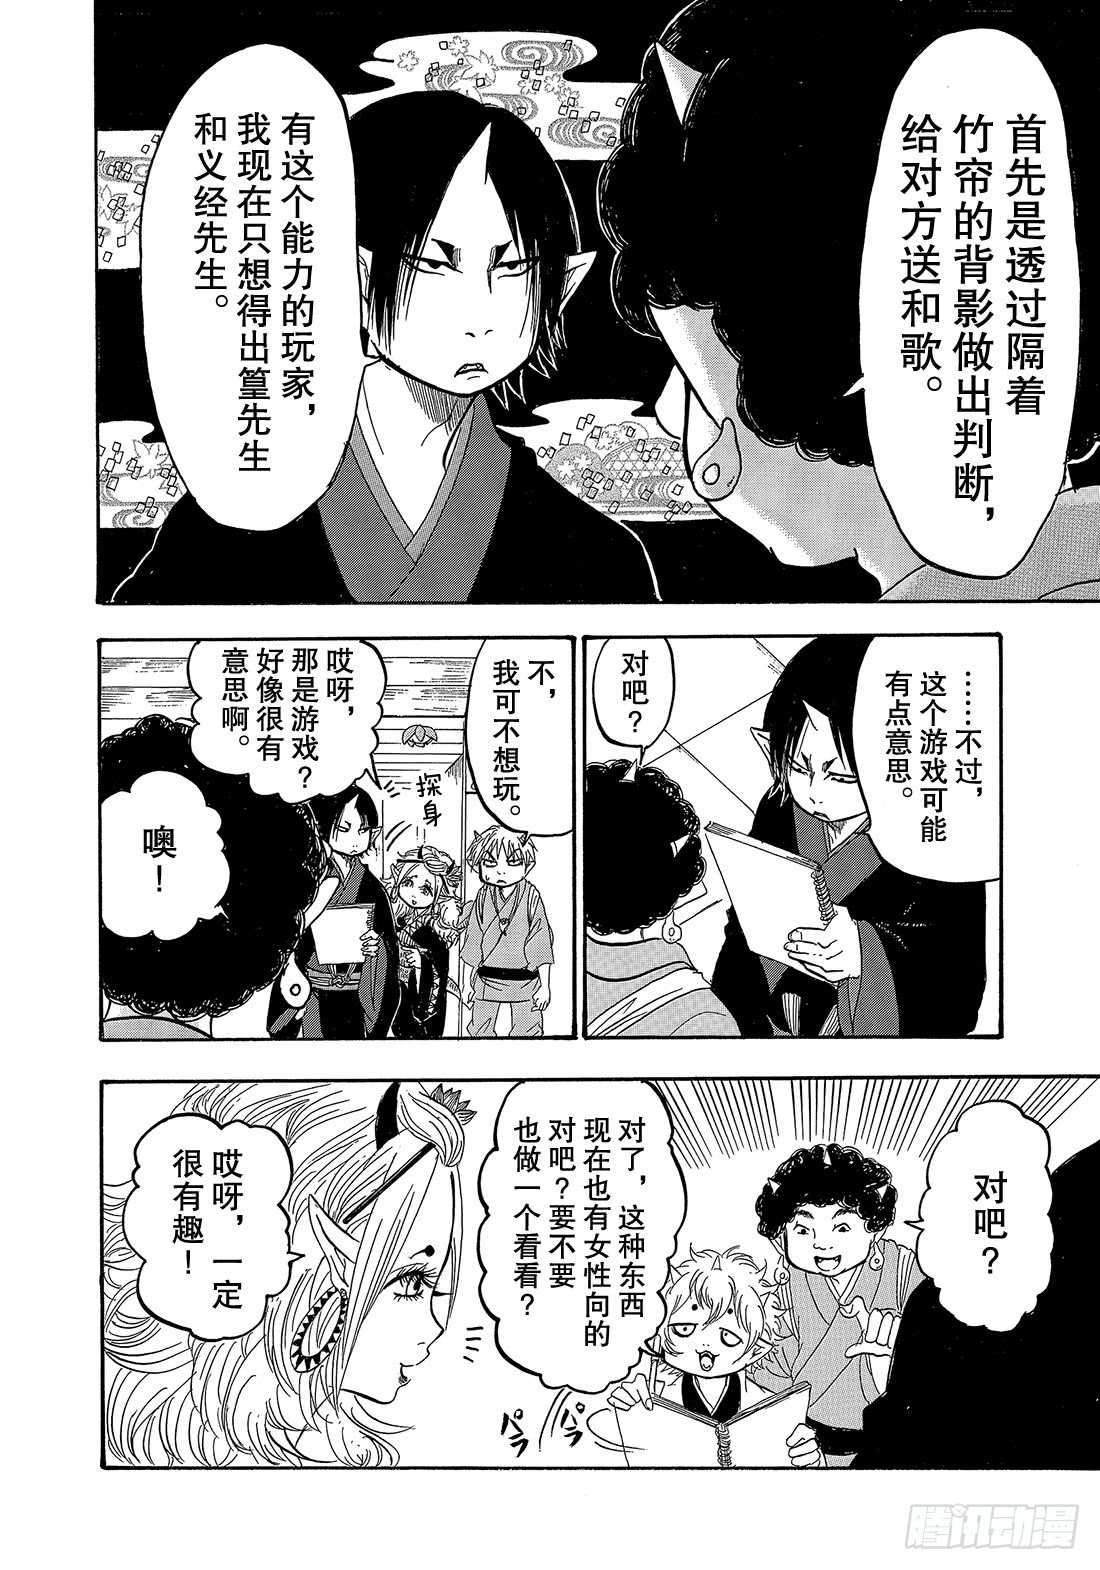 首先是透过隔着
竹帘的背影做出判断，
给对方送和歌。
有这个能力的玩家，
我现在只想得出篁先生
和义经先生。
……不过，
这个游戏可能
有点意思。
对吧？
不，
我可不想玩。
哎呀，
那是游戏？
好像很有
意思啊。
探身
噢！
对吧？
对了，这种东西
现在也有女性向的
对吧？要不要
也做一个看看？
哎呀，一定
很有趣！
腾讯动漫